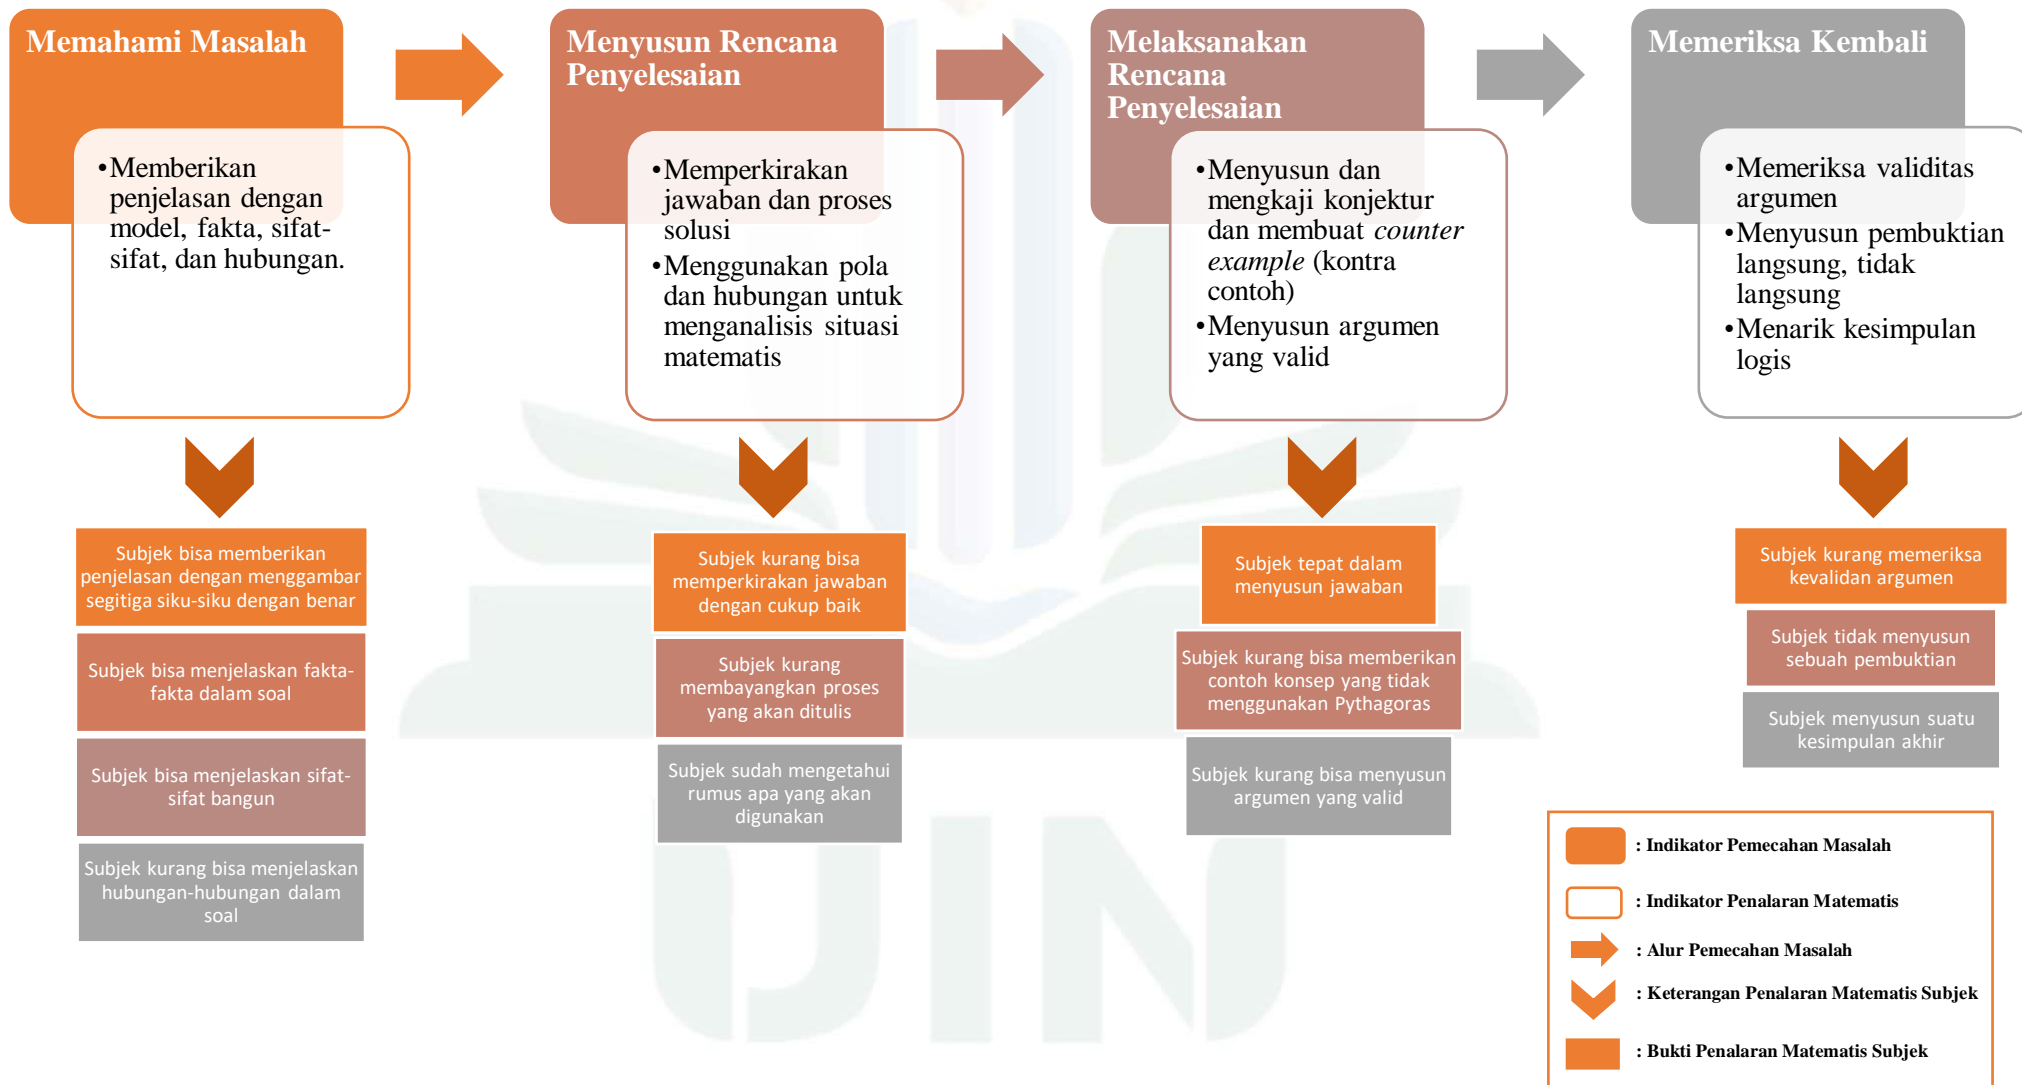 Memahami Masalah
•Memberikan
penjelasan dengan
model, fakta, sifat-
sifat, dan hubungan.
Subjek bisa memberikan
penjelasan dengan menggambar
segitiga siku-siku dengan benar
Subjek bisa menjelaskan fakta-
fakta dalam soal
Subjek bisa menjelaskan sifat-
sifat bangun
Subjek kurang bisa menjelaskan
hubungan-hubungan dalam
soal
Menyusun Rencana
Penyelesaian
•Memperkirakan
jawaban dan proses
solusi
•Menggunakan pola
dan hubungan untuk
menganalisis situasi
matematis
Subjek kurang bisa
memperkirakan jawaban
dengan cukup baik
Subjek kurang
membayangkan proses
yang akan ditulis
Subjek sudah mengetahui
rumus apa yang akan
digunakan
Melaksanakan
Rencana
Penyelesaian
•Menyusun dan
mengkaji konjektur
dan membuat counter
example (kontra
contoh)
•Menyusun argumen
yang valid
Subjek tepat dalam
menyusun jawaban
Subjek kurang bisa memberikan
contoh konsep yang tidak
menggunakan Pythagoras
Subjek kurang bisa menyusun
argumen yang valid
Memeriksa Kembali
•Memeriksa validitas
argumen
•Menyusun pembuktian
langsung, tidak
langsung
•Menarik kesimpulan
logis
Subjek kurang memeriksa
kevalidan argumen
Subjek tidak menyusun
sebuah pembuktian
Subjek menyusun suatu
kesimpulan akhir
: Indikator Pemecahan Masalah
: Indikator Penalaran Matematis
: Alur Pemecahan Masalah
: Keterangan Penalaran Matematis Subjek
: Bukti Penalaran Matematis Subjek
UIN